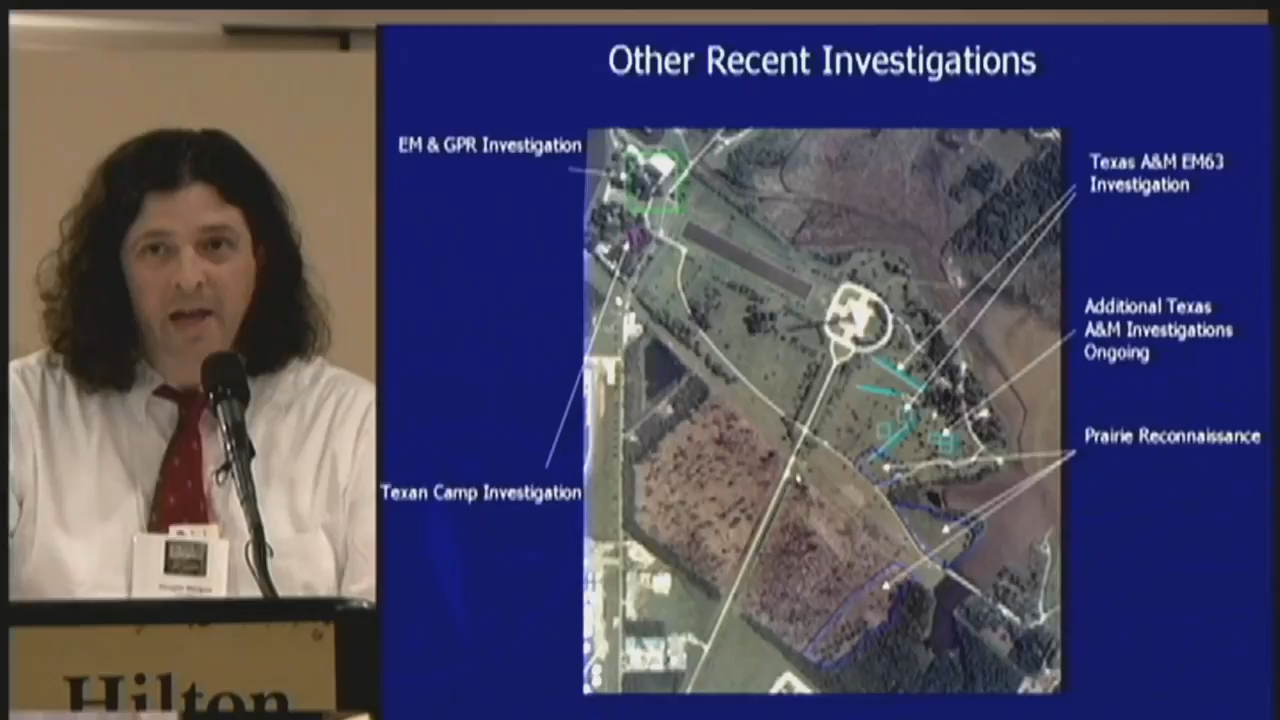 Other Recent Investigations
EM & GPR Investigation
Texas A&M EM63
Investigation
Additional Texas
A&M Investigations
Ongoing
Prairie Reconnaissance
Texan Camp Investigation
Hilton